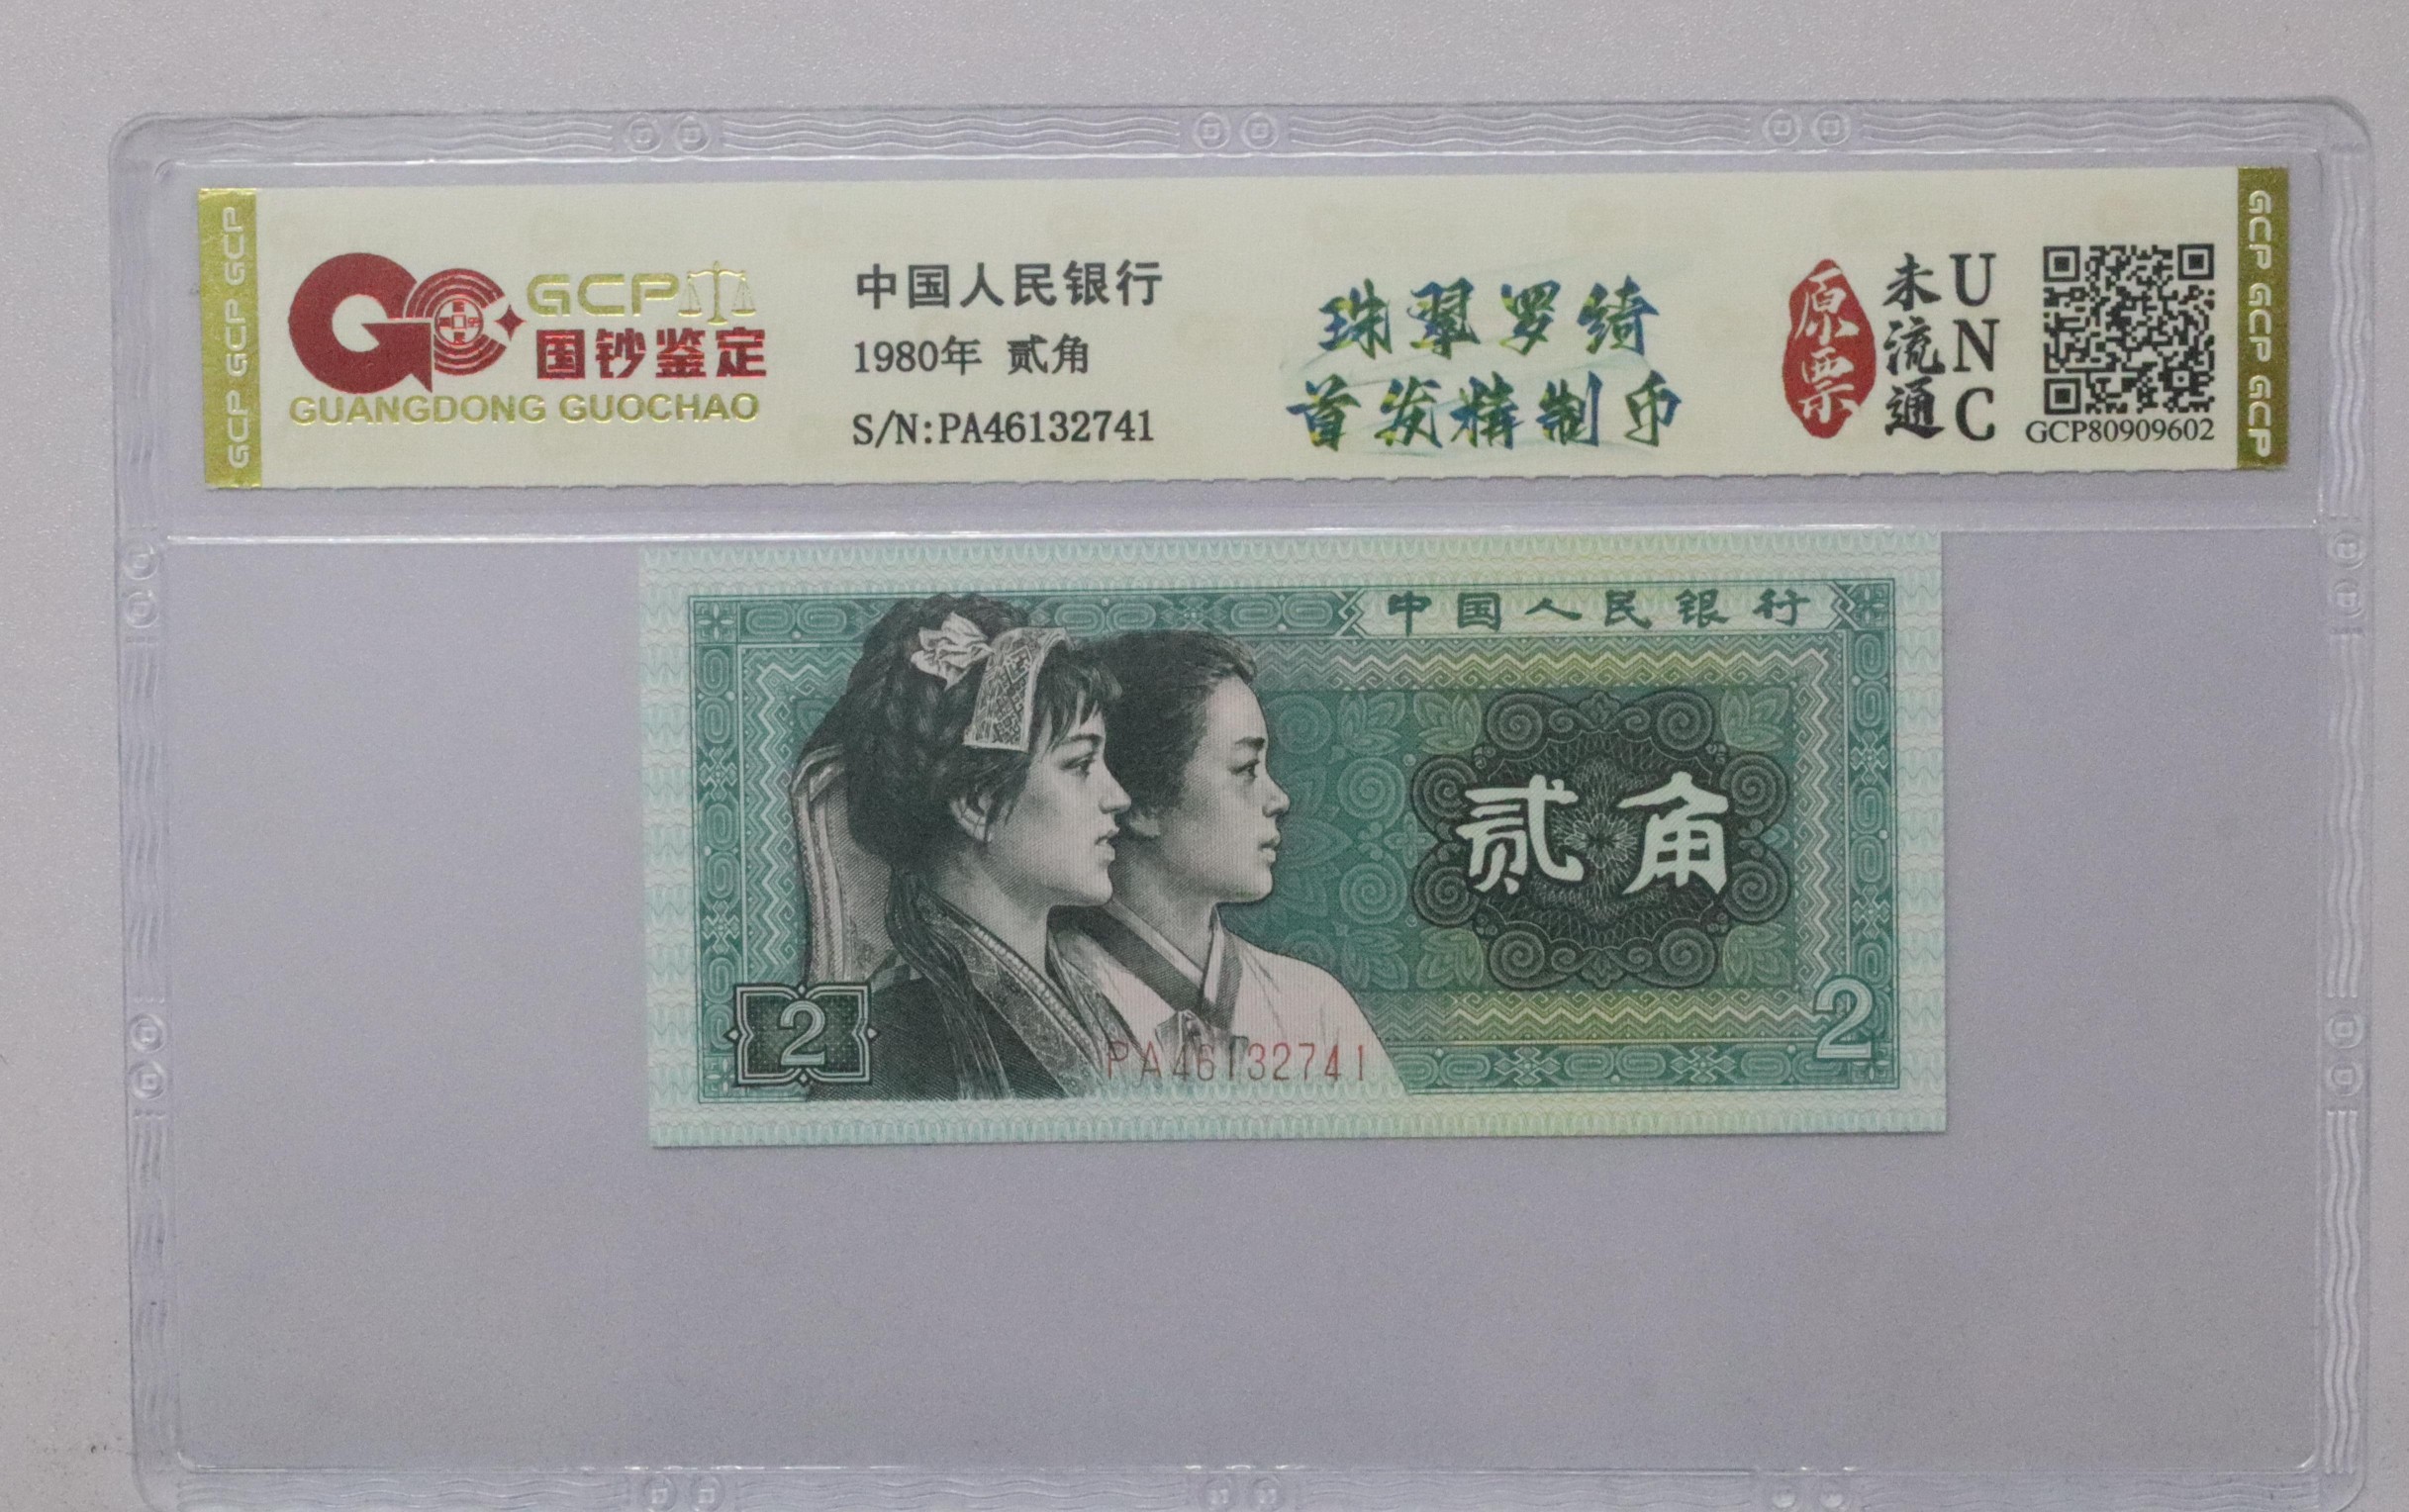 GCP GCP GCP
GCP
国钞鉴定
GUANGDONG GUOCHAO
中国人民银行
1980年 贰角
S/N:PA46132741
珠翠罗绮
首发精制币
原票
未流通
UNC
GCP80909602
GCP GCP GCP
中国人民银行
贰角
2
2
PA46132741